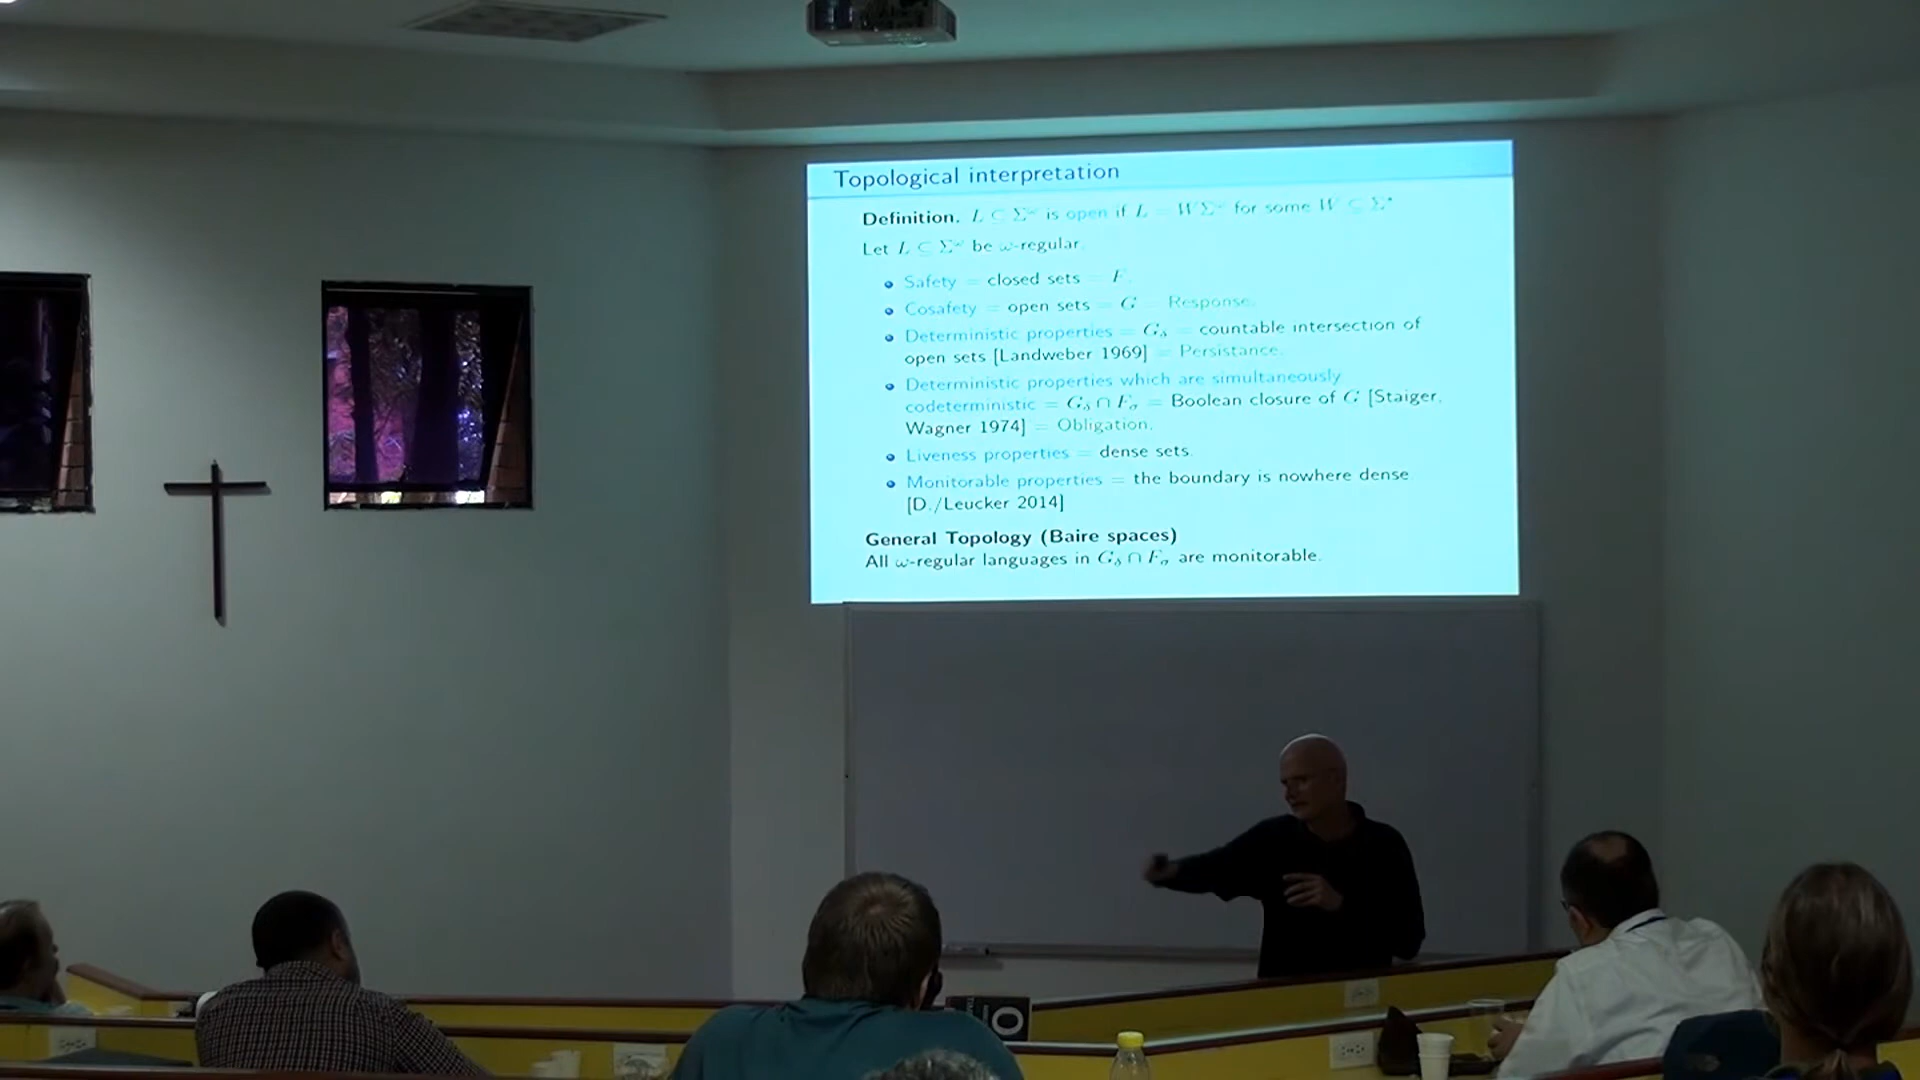 Topological interpretation
Definition. L ⊆ Σ^ω is open if L = WΣ^ω for some W ⊆ Σ*
Let L ⊆ Σ^ω be ω-regular.
• Safety = closed sets = F.
• Cosafety = open sets = G = Response.
• Deterministic properties = G_δ = countable intersection of
open sets [Landweber 1969] = Persistance.
• Deterministic properties which are simultaneously
codeterministic = G_δ ∩ F_σ = Boolean closure of G [Staiger,
Wagner 1974] = Obligation.
• Liveness properties = dense sets.
• Monitorable properties = the boundary is nowhere dense
[D./Leucker 2014]
General Topology (Baire spaces)
All ω-regular languages in G_δ ∩ F_σ are monitorable.